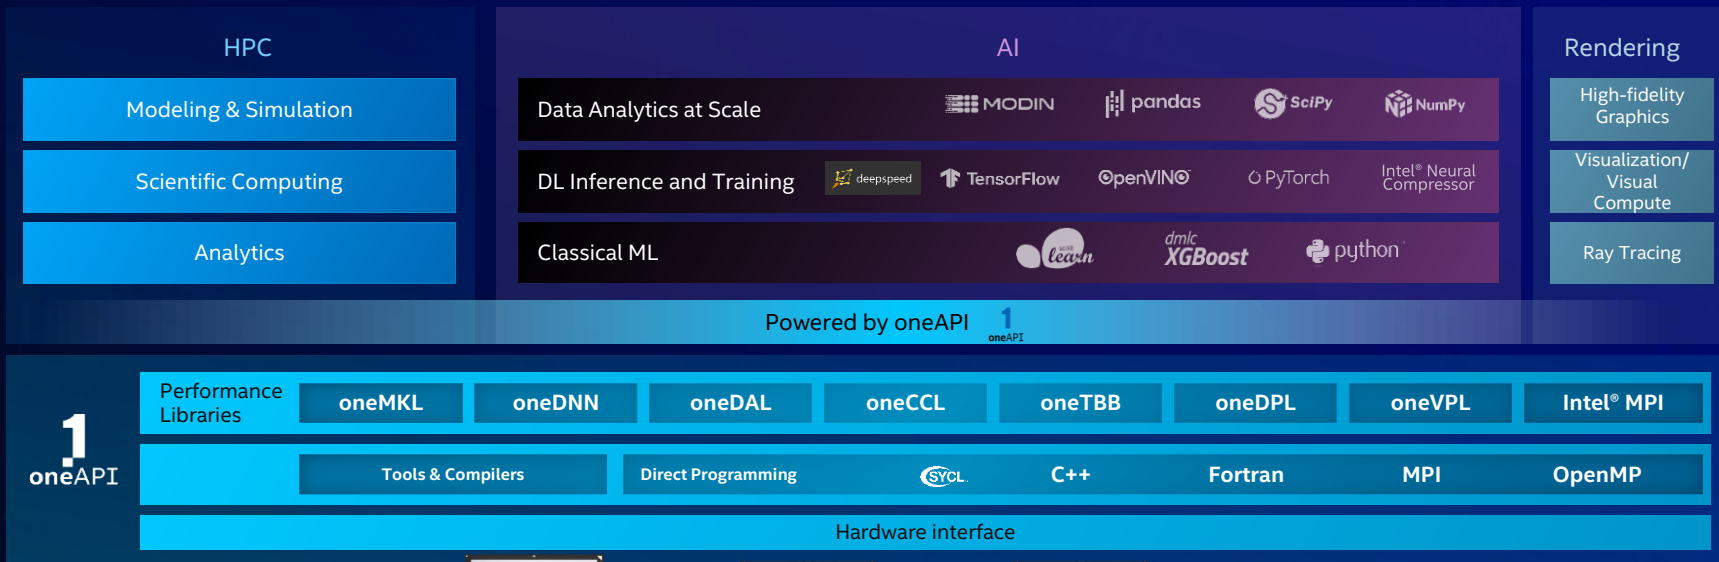 HPC
Modeling & Simulation
Scientific Computing
Analytics
AI
Data Analytics at Scale
MODIN
pandas
SciPy
NumPy
DL Inference and Training
deepspeed
TensorFlow
OpenVINO
PyTorch
Intel® Neural
Compressor
Classical ML
learn
dmlc
XGBoost
python
Rendering
High-fidelity
Graphics
Visualization/
Visual
Compute
Ray Tracing
Powered by oneAPI
1
oneAPI
1
oneAPI
Performance
Libraries
oneMKL
oneDNN
oneDAL
oneCCL
oneTBB
oneDPL
oneVPL
Intel® MPI
Tools & Compilers
Direct Programming
SYCL
C++
Fortran
MPI
OpenMP
Hardware interface